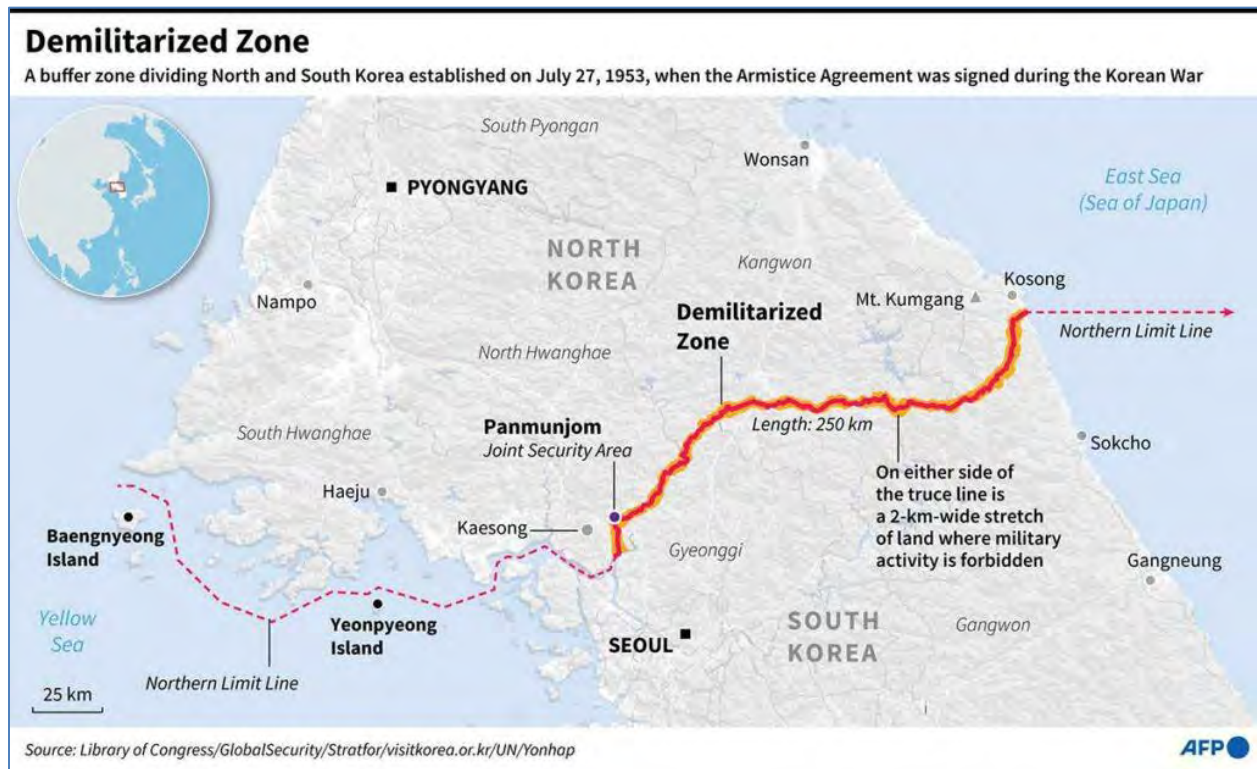 Demilitarized Zone
A buffer zone dividing North and South Korea established on July 27, 1953, when the Armistice Agreement was signed during the Korean War
South Pyongan
Wonsan
PYONGYANG
East Sea
(Sea of Japan)
NORTH
KOREA
Kangwon
Kosong
Nampo
Mt. Kumgang
Demilitarized
Zone
Northern Limit Line
North Hwanghae
South Hwanghae
Panmunjom
Joint Security Area
Length: 250 km
Sokcho
On either side of
the truce line is
a 2-km-wide stretch
of land where military
activity is forbidden
Haeju
Kaesong
Baengnyeong
Island
Gyeonggi
Gangneung
Yellow
Sea
Yeonpyeong
Island
SEOUL
SOUTH
KOREA
Gangwon
Northern Limit Line
25 km
Source: Library of Congress/GlobalSecurity/Stratfor/visitkorea.or.kr/UN/Yonhap
AFP